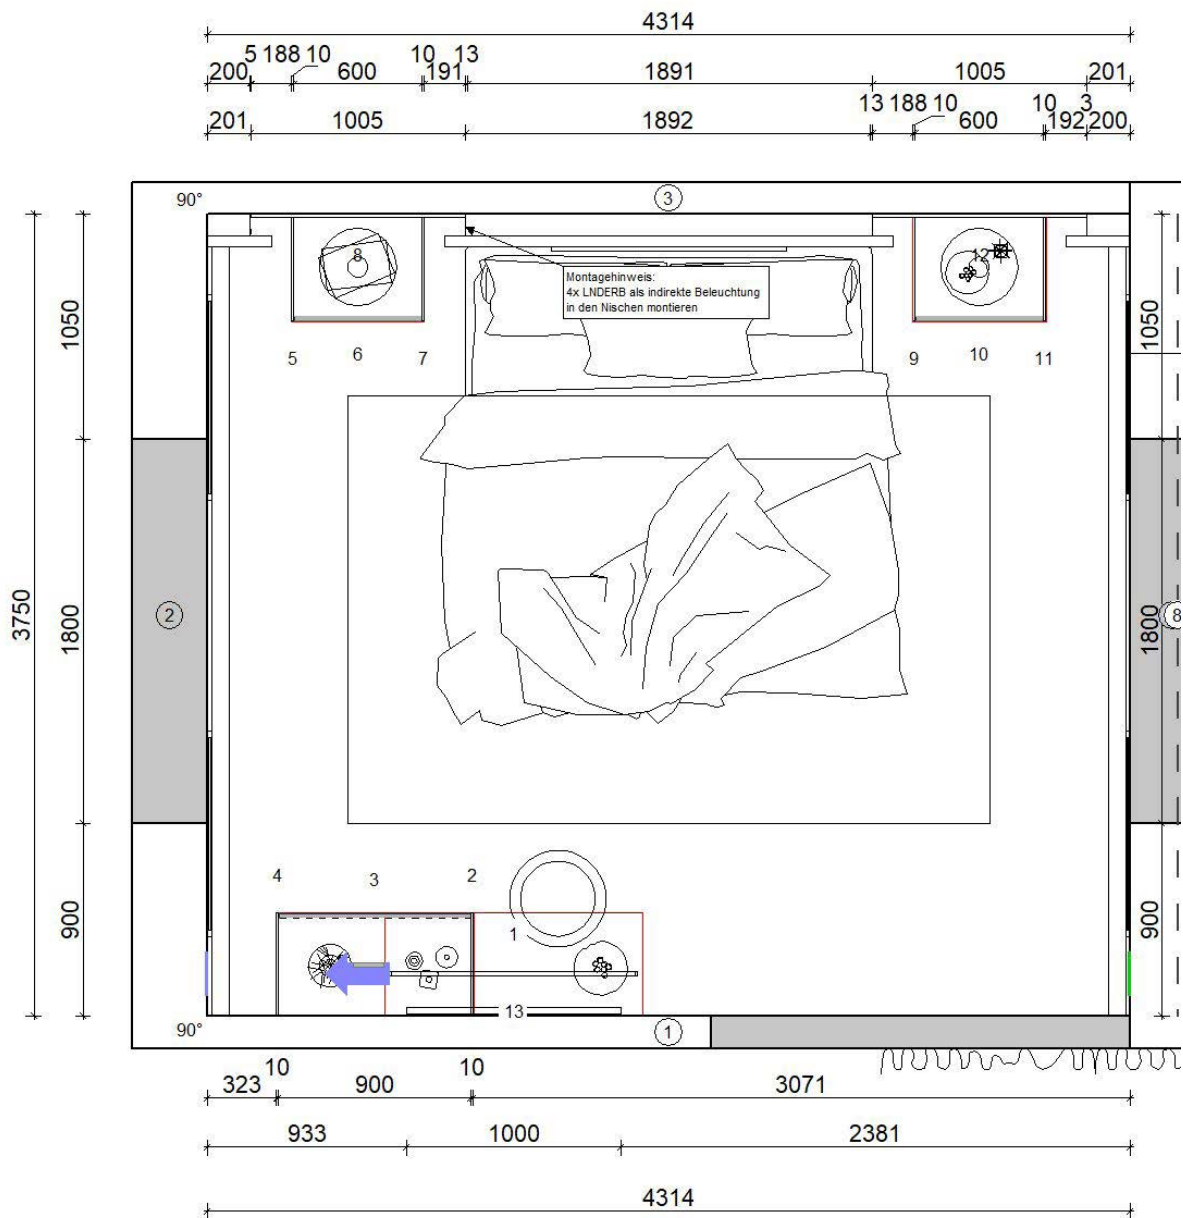 4314
5 188 10 10 13
200 600 191 1891 1005 201
13 188 10 10 3
201 1005 1892 600 192 200
90°
3
8
12
Montagehinweis:
4x LNDERB als indirekte Beleuchtung
in den Nischen montieren
1050
1050
5 6 7 9 10 11
3750
1800
2
1800
8
900
900
4 3 2
1
13
90°
1
10 10
323 900 3071
933 1000 2381
4314